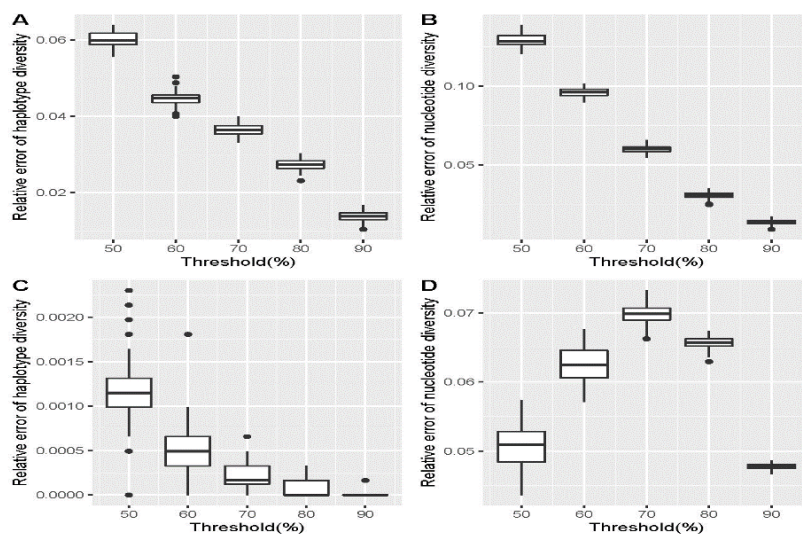 A
Relative error of haplotype diversity
0.06
0.04
0.02
50 60 70 80 90
Threshold(%)
B
Relative error of nucleotide diversity
0.10
0.05
50 60 70 80 90
Threshold(%)
C
Relative error of haplotype diversity
0.0020
0.0015
0.0010
0.0005
0.0000
50 60 70 80 90
Threshold(%)
D
Relative error of nucleotide diversity
0.07
0.06
0.05
50 60 70 80 90
Threshold(%)